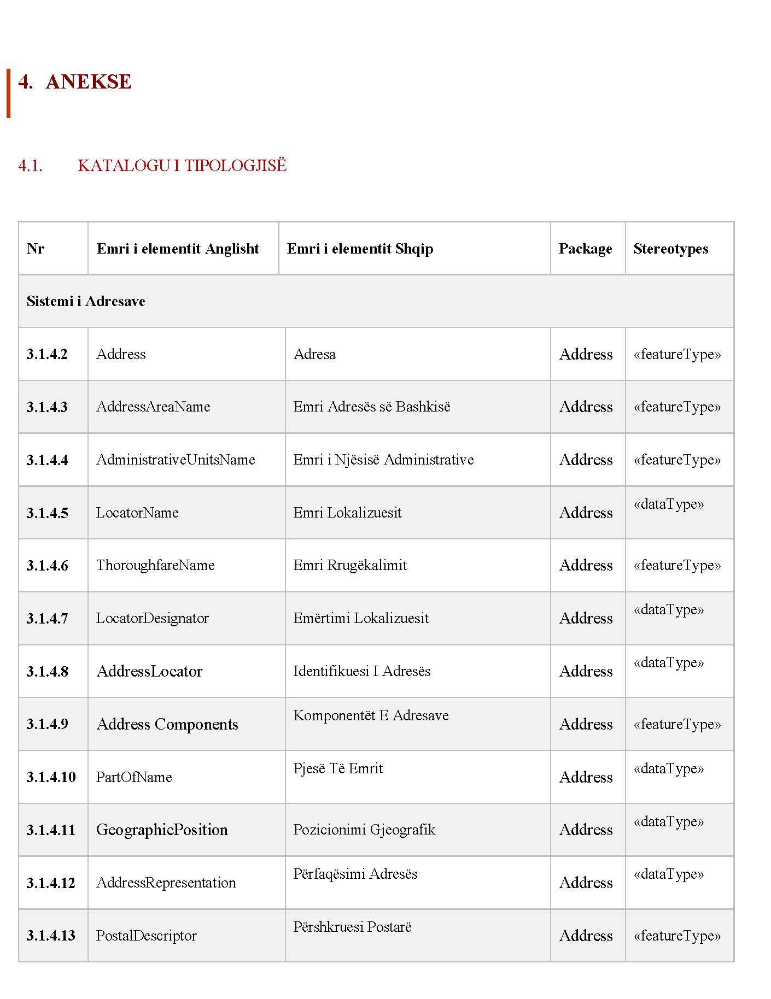 4. ANEKSE
4.1. KATALOGU I TIPOLOGJISË
Nr Emri i elementit Anglisht Emri i elementit Shqip Package Stereotypes
Sistemi i Adresave
3.1.4.2 Address Adresa Address «featureType»
3.1.4.3 AddressAreaName Emri Adresës së Bashkisë Address «featureType»
3.1.4.4 AdministrativeUnitsName Emri i Njësisë Administrative Address «featureType»
3.1.4.5 LocatorName Emri Lokalizuesit Address «dataType»
3.1.4.6 ThoroughfareName Emri Rrugëkalimit Address «featureType»
3.1.4.7 LocatorDesignator Emërtimi Lokalizuesit Address «dataType»
3.1.4.8 AddressLocator Identifikuesi I Adresës Address «dataType»
3.1.4.9 Address Components Komponentët E Adresave Address «featureType»
3.1.4.10 PartOfName Pjesë Të Emrit Address «dataType»
3.1.4.11 GeographicPosition Pozicionimi Gjeografik Address «dataType»
3.1.4.12 AddressRepresentation Përfaqësimi Adresës Address «dataType»
3.1.4.13 PostalDescriptor Përshkruesi Postarë Address «featureType»